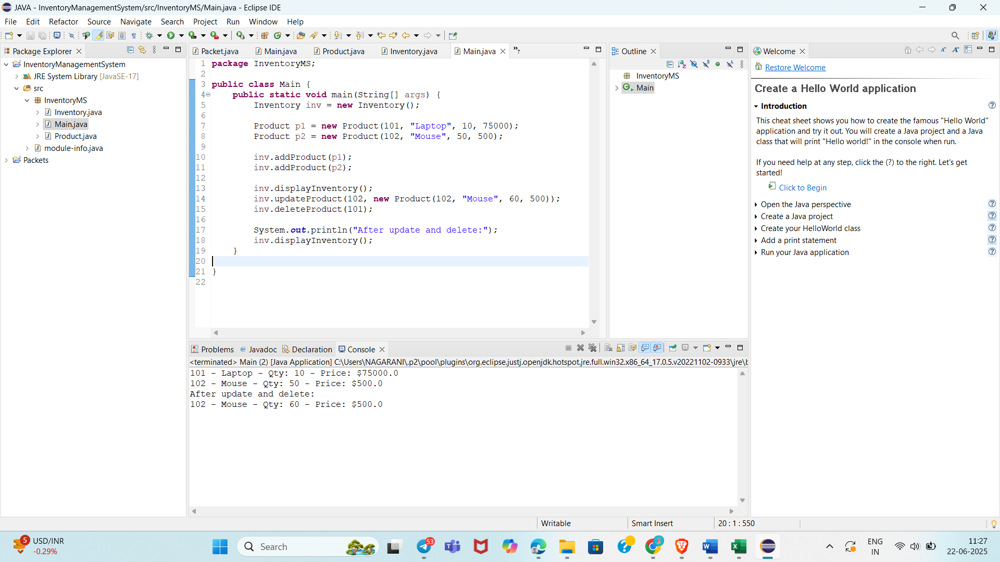 JAVA - InventoryManagementSystem/src/InventoryMS/Main.java - Eclipse IDE
File Edit Refactor Source Navigate Search Project Run Window Help
Package Explorer
InventoryManagementSystem
JRE System Library [JavaSE-17]
src
InventoryMS
Inventory.java
Main.java
Product.java
module-info.java
Packets
Packet.java Main.java Product.java Inventory.java Main.java »7
1 package InventoryMS;
2
3 public class Main {
4 public static void main(String[] args) {
5 Inventory inv = new Inventory();
6
7 Product p1 = new Product(101, "Laptop", 10, 75000);
8 Product p2 = new Product(102, "Mouse", 50, 500);
9
10 inv.addProduct(p1);
11 inv.addProduct(p2);
12
13 inv.displayInventory();
14 inv.updateProduct(102, new Product(102, "Mouse", 60, 500));
15 inv.deleteProduct(101);
16
17 System.out.println("After update and delete:");
18 inv.displayInventory();
19 }
20
21 }
22
Outline
InventoryMS
Main
Welcome
Restore Welcome
Create a Hello World application
Introduction
This cheat sheet shows you how to create the famous "Hello World"
application and try it out. You will create a Java project and a Java
class that will print "Hello world!" in the console when run.
If you need help at any step, click the (?) to the right. Let's get
started!
Click to Begin
Open the Java perspective
Create a Java project
Create your HelloWorld class
Add a print statement
Run your Java application
Problems @ Javadoc Declaration Console
<terminated> Main (2) [Java Application] C:\Users\NAGARANI\.p2\pool\plugins\org.eclipse.justj.openjdk.hotspot.jre.full.win32.x86_64_17.0.5.v20221102-0933\jre\b
101 - Laptop - Qty: 10 - Price: $75000.0
102 - Mouse - Qty: 50 - Price: $500.0
After update and delete:
102 - Mouse - Qty: 60 - Price: $500.0
Writable Smart Insert 20 : 1 : 550
5 USD/INR
-0.29%
Search
53
ENG
IN
11:27
22-06-2025